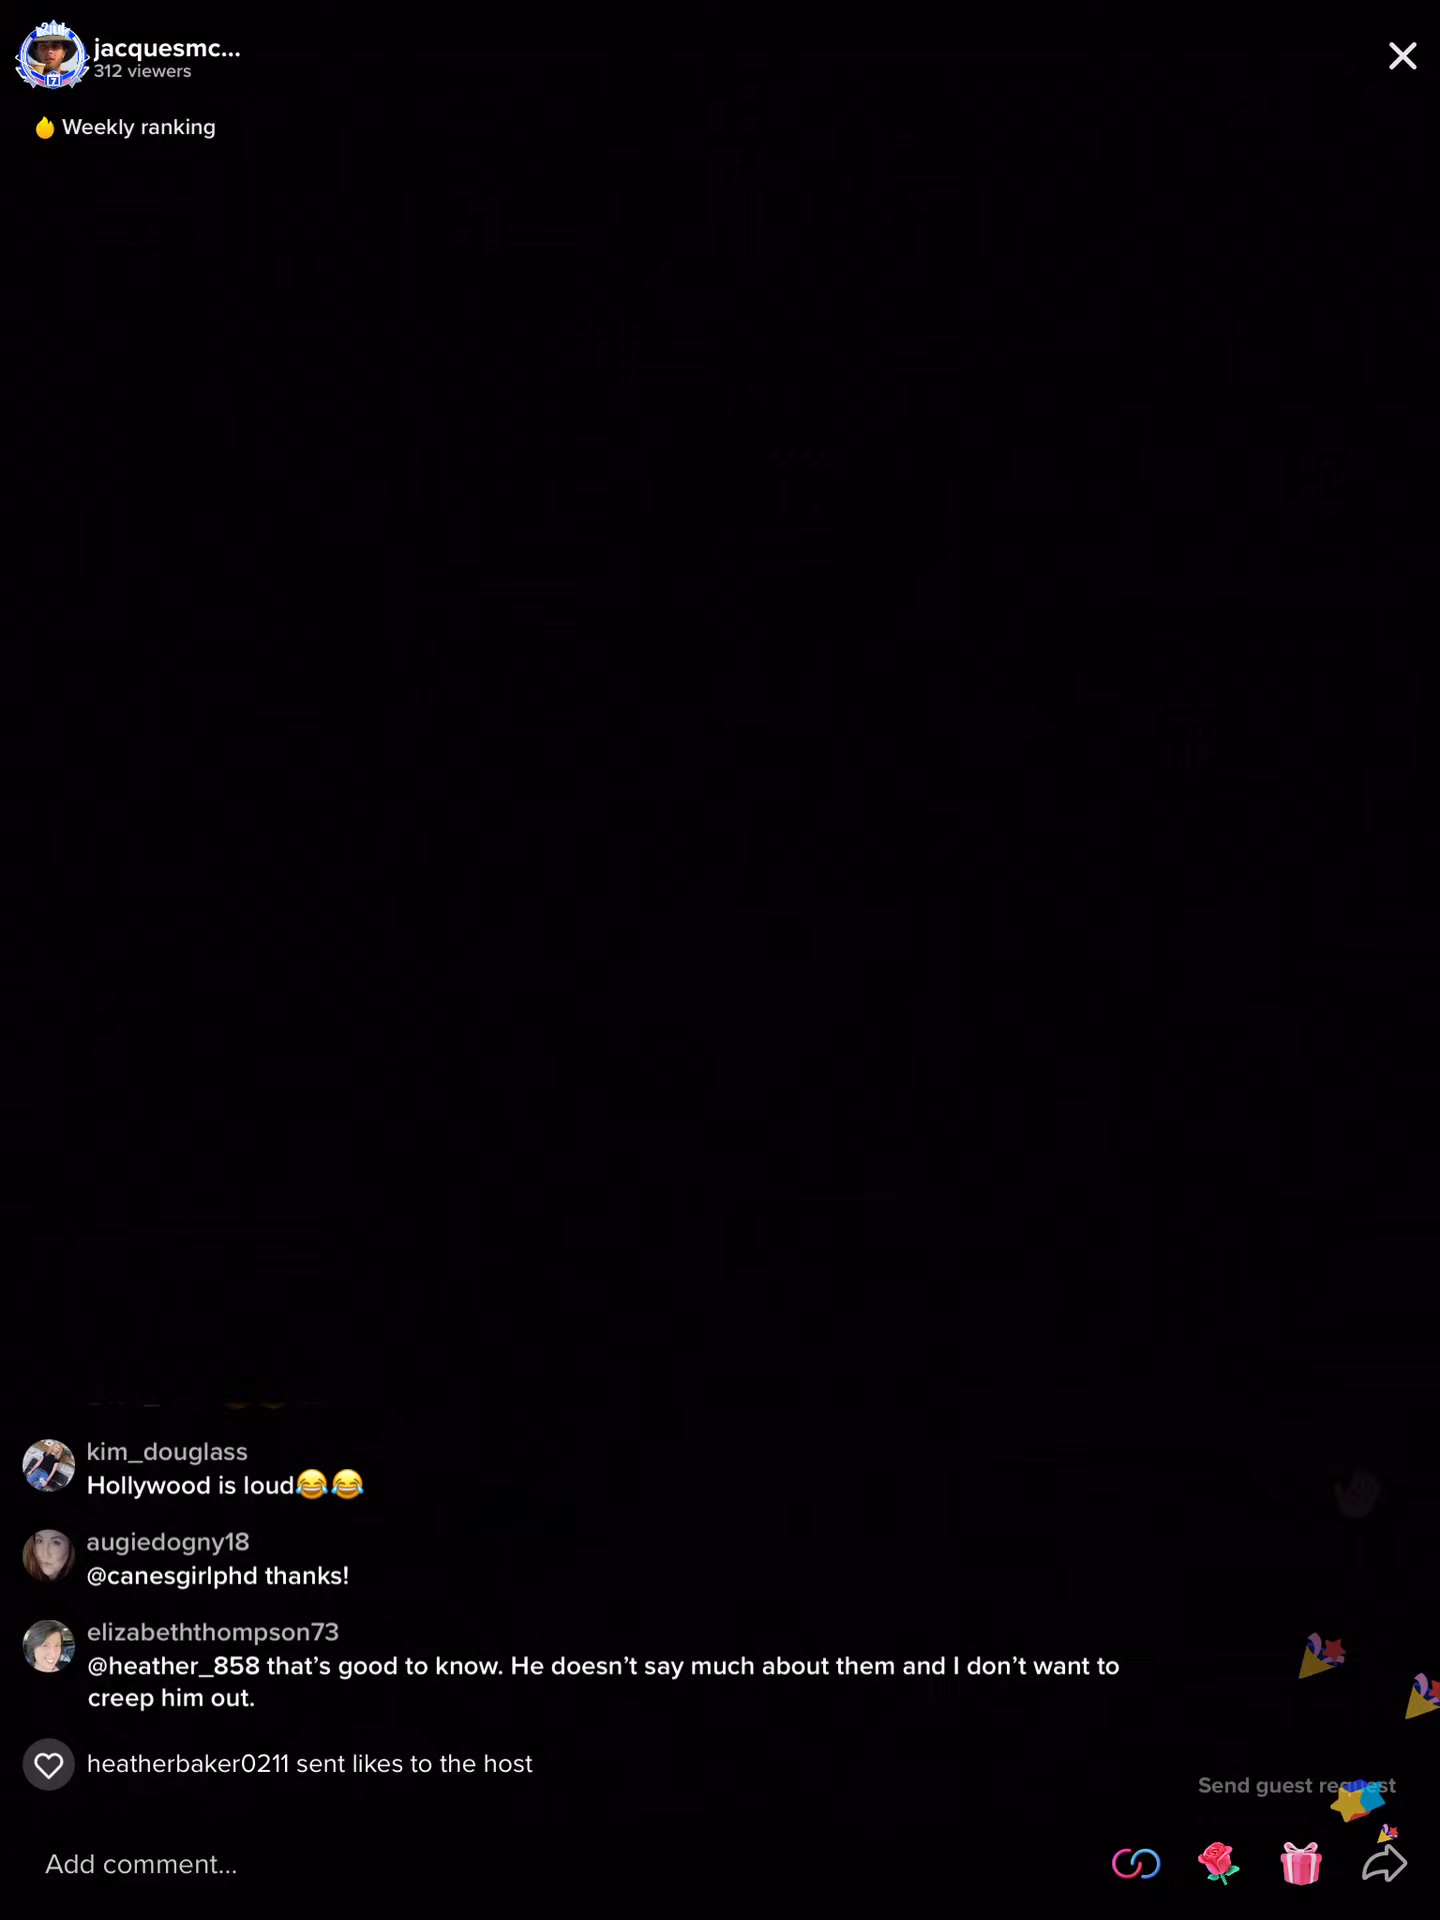 jacquesmc...
312 viewers
Weekly ranking
kim_douglass
Hollywood is loud😂😂
augiedogny18
@canesgirlphd thanks!
elizabeththompson73
@heather_858 that’s good to know. He doesn’t say much about them and I don’t want to
creep him out.
heatherbaker0211 sent likes to the host
Send guest request
Add comment...